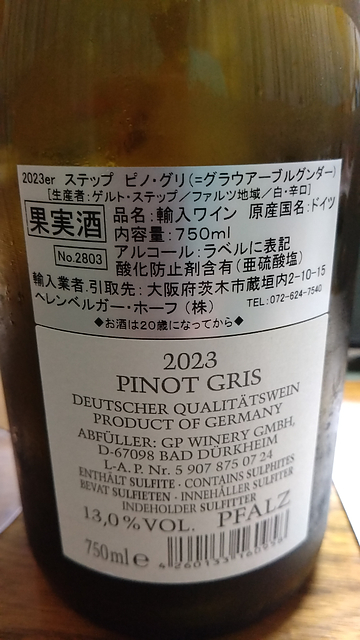 2023er ステップ ピノ・グリ(=グラウアーブルグンダー)
[生産者:ゲルト・ステップ/ファルツ地域/白・辛口]
果実酒 品名:輸入ワイン 原産国名:ドイツ
内容量:750ml
No.2803 アルコール:ラベルに表記
酸化防止剤含有(亜硫酸塩)
輸入業者.引取先:大阪府茨木市蔵垣内2-10-15
ヘレンベルガー・ホーフ(株) TEL:072-624-7540
◆お酒は20歳になってから◆
2023
PINOT GRIS
DEUTSCHER QUALITÄTSWEIN
PRODUCT OF GERMANY
ABFÜLLER: GP WINERY GMBH,
D-67098 BAD DÜRKHEIM
L-A. P. Nr. 5 907 875 07 24
ENTHÄLT SULFITE · CONTAINS SULPHITES
BEVAT SULFIETEN · INNEHÅLLER SULFITER
INDEHOLDER SULFITTER
13,0%VOL. PFALZ
750ml e